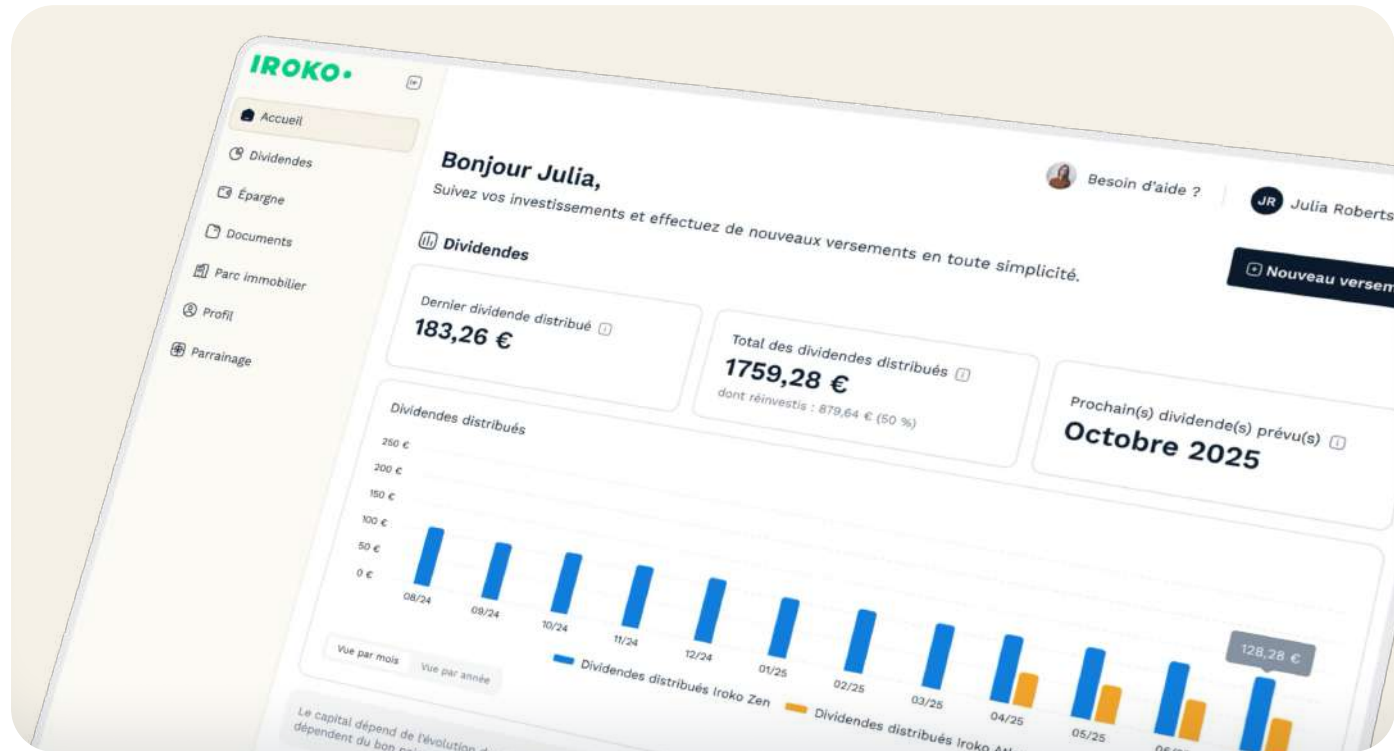 IROKO
Accueil
Dividendes
Épargne
Documents
Parc immobilier
Profil
Parrainage
Besoin d'aide ?
JR
Julia Roberts
Bonjour Julia,
Suivez vos investissements et effectuez de nouveaux versements en toute simplicité.
Nouveau versem
Dividendes
Dernier dividende distribué
183,26 €
Total des dividendes distribués
1759,28 €
dont réinvestis : 879,64 € (50 %)
Prochain(s) dividende(s) prévu(s)
Octobre 2025
Dividendes distribués
250 €
200 €
150 €
100 €
50 €
0 €
128,28 €
08/24
09/24
10/24
11/24
12/24
01/25
02/25
03/25
04/25
05/25
Vue par mois
Vue par année
Dividendes distribués Iroko Zen
Dividendes distribués Iroko
Le capital dépend de l'évolution
dépendent du bon